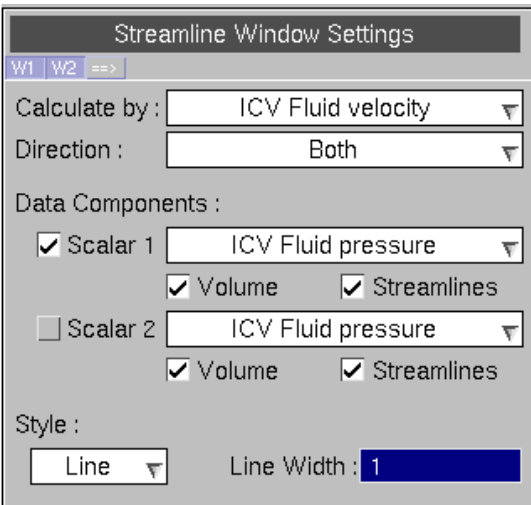 Streamline Window Settings
W1 W2 ==>
Calculate by : ICV Fluid velocity
Direction : Both
Data Components :
Scalar 1 ICV Fluid pressure
Volume Streamlines
Scalar 2 ICV Fluid pressure
Volume Streamlines
Style :
Line Line Width : 1